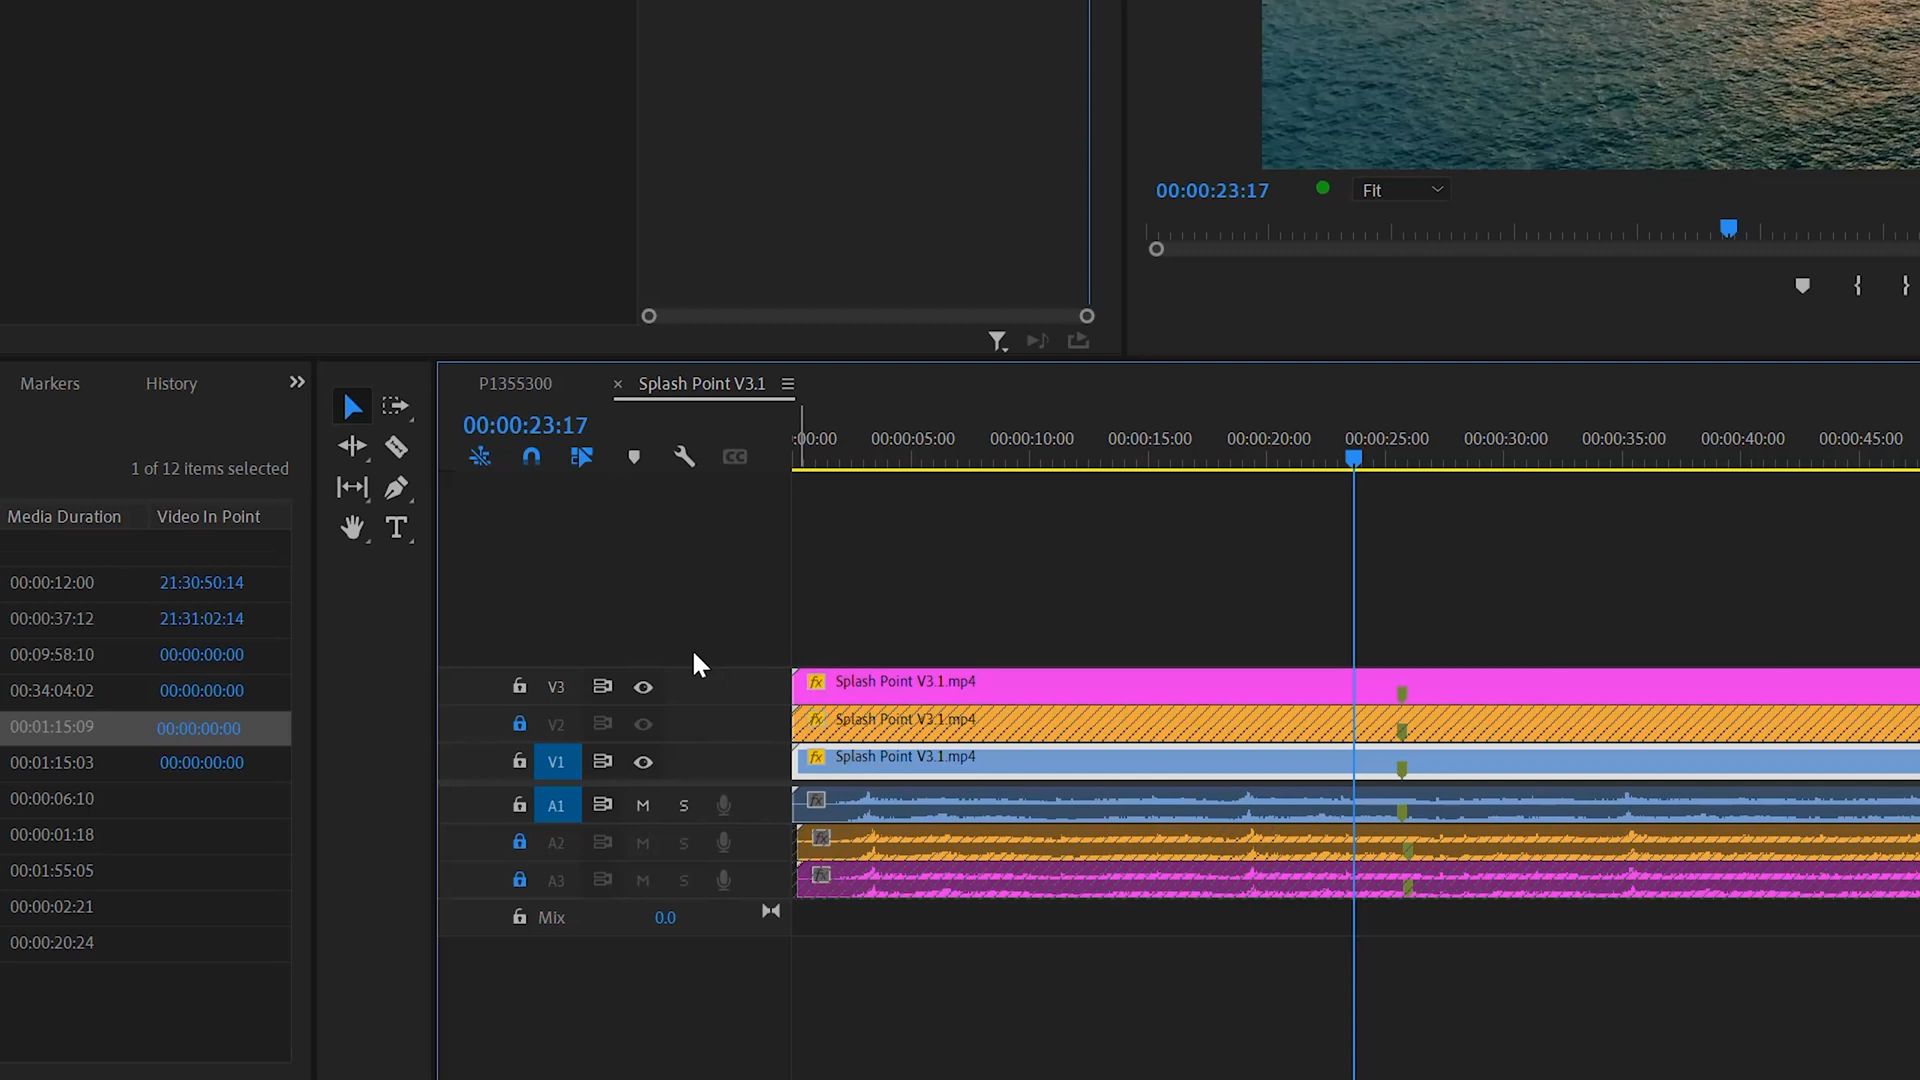 00:00:23:17
Fit
Markers
History
1 of 12 items selected
Media Duration
Video In Point
00:00:12:00
21:30:50:14
00:00:37:12
21:31:02:14
00:09:58:10
00:00:00:00
00:34:04:02
00:00:00:00
00:01:15:09
00:00:00:00
00:01:15:03
00:00:00:00
00:00:06:10
00:00:01:18
00:01:55:05
00:00:02:21
00:00:20:24
P1355300
× Splash Point V3.1
00:00:23:17
CC
:00:00
00:00:05:00
00:00:10:00
00:00:15:00
00:00:20:00
00:00:25:00
00:00:30:00
00:00:35:00
00:00:40:00
00:00:45:00
V3
fx Splash Point V3.1.mp4
V2
fx Splash Point V3.1.mp4
V1
fx Splash Point V3.1.mp4
A1 M S
fx
A2 M S
fx
A3 M S
fx
Mix 0.0